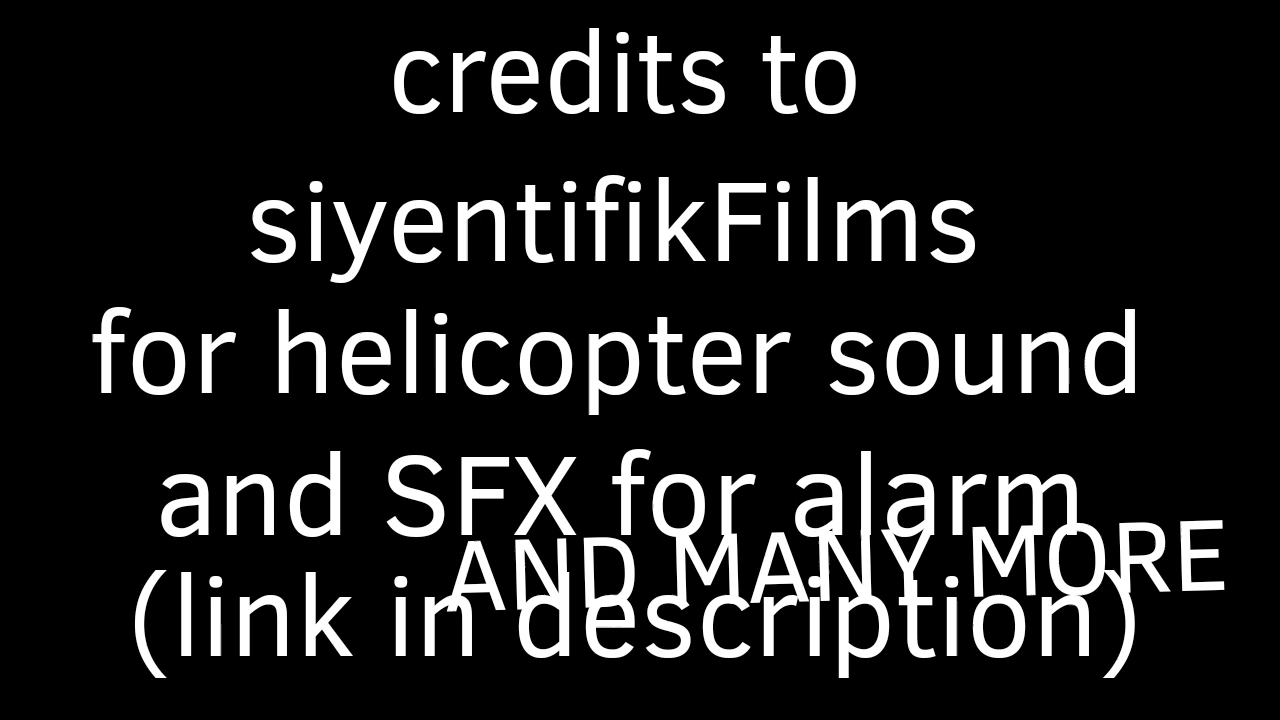 credits to
siyentifikFilms
for helicopter sound
and SFX for alarm
AND MANY MORE
(link in description)